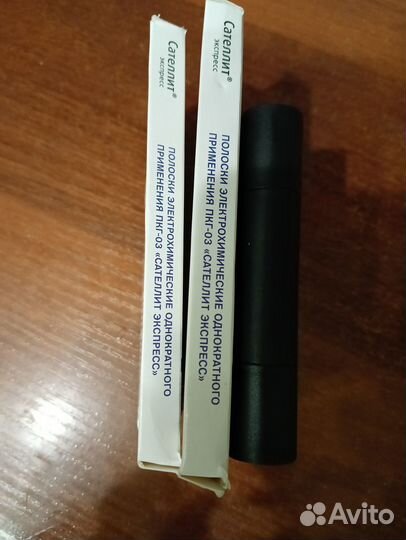 Сателлит®
экспресс
ПОЛОСКИ ЭЛЕКТРОХИМИЧЕСКИЕ ОДНОКРАТНОГО
ПРИМЕНЕНИЯ ПКГ-03 «САТЕЛЛИТ ЭКСПРЕСС»
Сателлит®
экспресс
ПОЛОСКИ ЭЛЕКТРОХИМИЧЕСКИЕ ОДНОКРАТНОГО
ПРИМЕНЕНИЯ ПКГ-03 «САТЕЛЛИТ ЭКСПРЕСС»
Avito